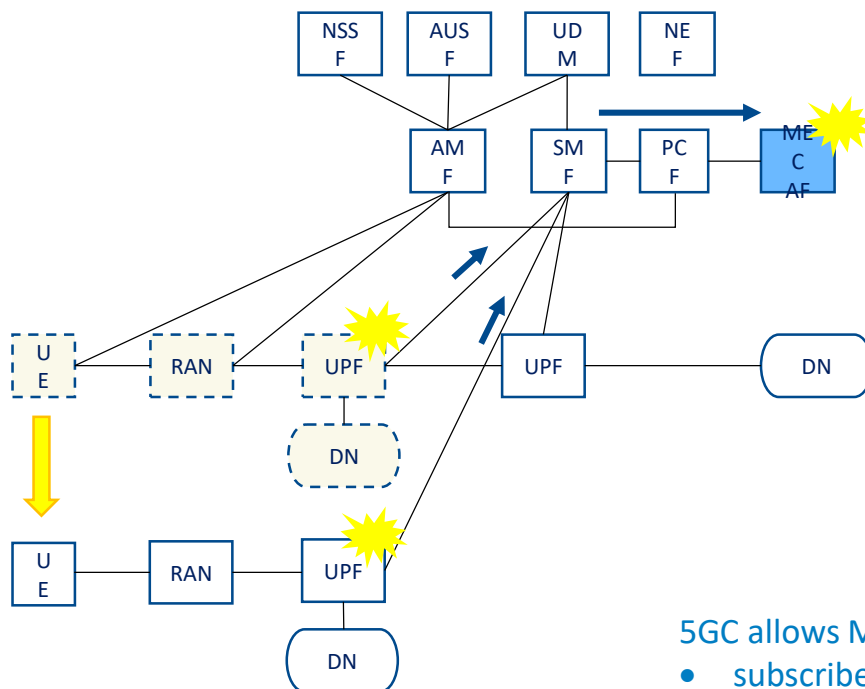 NSS
F
AUS
F
UD
M
NE
F
AM
F
SM
F
PC
F
ME
C
AF
U
E
RAN
UPF
UPF
DN
DN
U
E
RAN
UPF
DN
5GC allows M
• subscribe